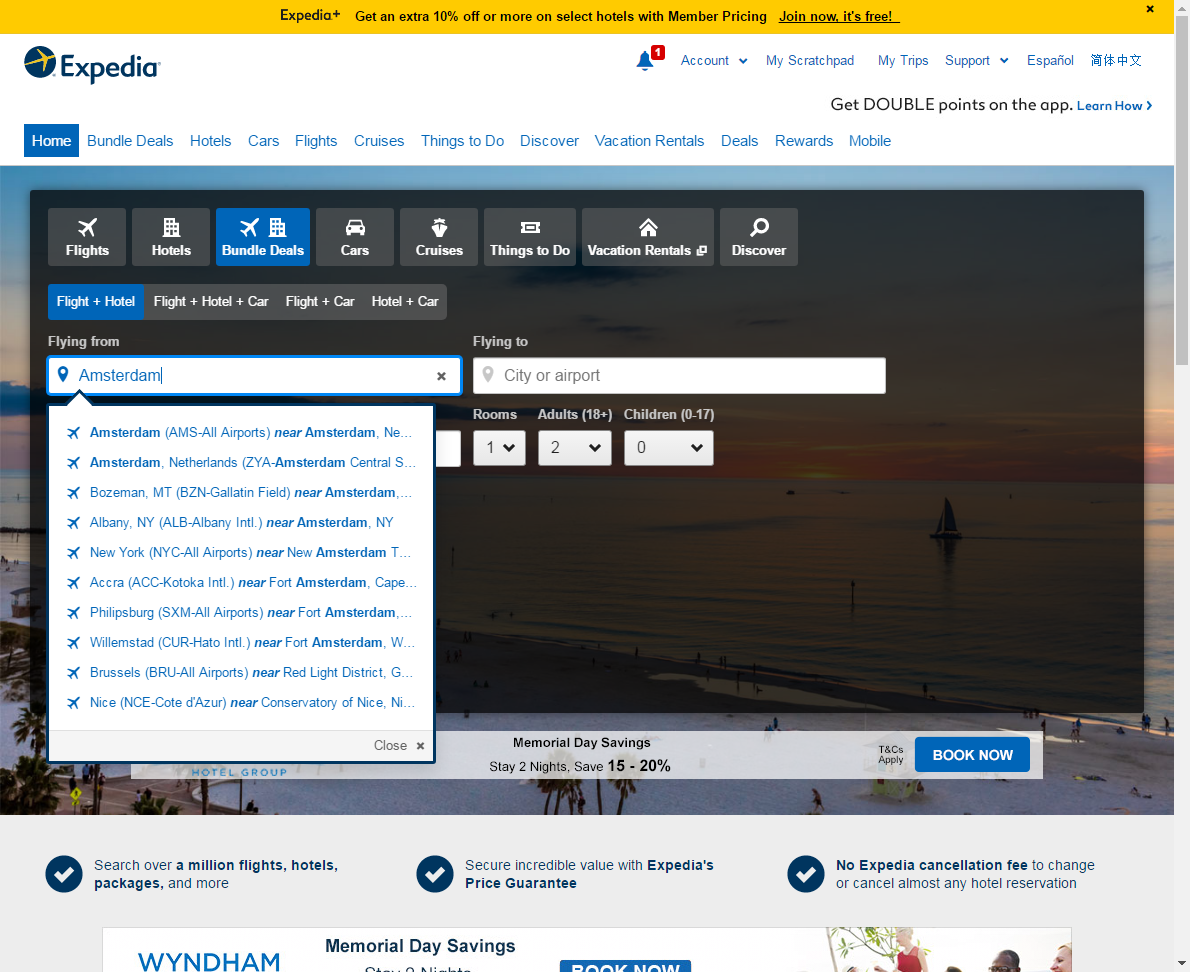 Expedia+ Get an extra 10% off or more on select hotels with Member Pricing Join now, it's free!
Expedia
1 Account My Scratchpad My Trips Support Español 简体中文
Get DOUBLE points on the app. Learn How
Home Bundle Deals Hotels Cars Flights Cruises Things to Do Discover Vacation Rentals Deals Rewards Mobile
Flights Hotels Bundle Deals Cars Cruises Things to Do Vacation Rentals Discover
Flight + Hotel Flight + Hotel + Car Flight + Car Hotel + Car
Flying from Flying to
Amsterdam City or airport
Rooms Adults (18+) Children (0-17)
1 2 0
Amsterdam (AMS-All Airports) near Amsterdam, Ne...
Amsterdam, Netherlands (ZYA-Amsterdam Central S...
Bozeman, MT (BZN-Gallatin Field) near Amsterdam,...
Albany, NY (ALB-Albany Intl.) near Amsterdam, NY
New York (NYC-All Airports) near New Amsterdam T...
Accra (ACC-Kotoka Intl.) near Fort Amsterdam, Cape...
Philipsburg (SXM-All Airports) near Fort Amsterdam,...
Willemstad (CUR-Hato Intl.) near Fort Amsterdam, W...
Brussels (BRU-All Airports) near Red Light District, G...
Nice (NCE-Cote d'Azur) near Conservatory of Nice, Ni...
Close
HOTEL GROUP
Memorial Day Savings
Stay 2 Nights, Save 15 - 20%
T&Cs
Apply
BOOK NOW
Search over a million flights, hotels,
packages, and more
Secure incredible value with Expedia's
Price Guarantee
No Expedia cancellation fee to change
or cancel almost any hotel reservation
WYNDHAM
Memorial Day Savings
Stay 2 Nights
BOOK NOW